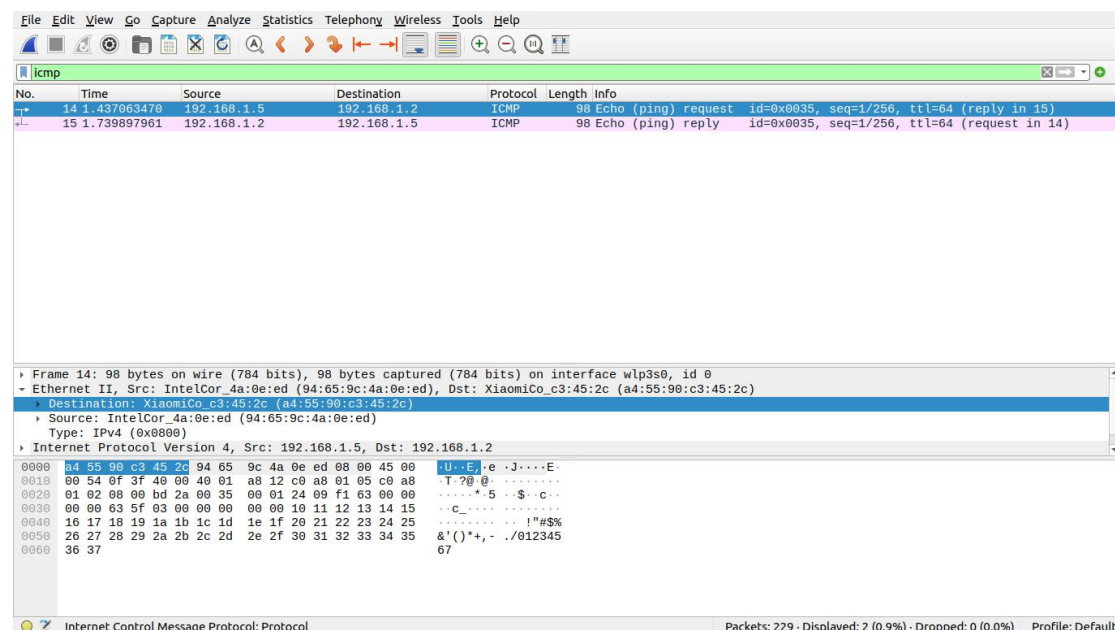 File Edit View Go Capture Analyze Statistics Telephony Wireless Tools Help
icmp
No. Time Source Destination Protocol Length Info
14 1.437063470 192.168.1.5 192.168.1.2 ICMP 98 Echo (ping) request id=0x0035, seq=1/256, ttl=64 (reply in 15)
15 1.739897961 192.168.1.2 192.168.1.5 ICMP 98 Echo (ping) reply id=0x0035, seq=1/256, ttl=64 (request in 14)
Frame 14: 98 bytes on wire (784 bits), 98 bytes captured (784 bits) on interface wlp3s0, id 0
Ethernet II, Src: IntelCor_4a:0e:ed (94:65:9c:4a:0e:ed), Dst: XiaomiCo_c3:45:2c (a4:55:90:c3:45:2c)
Destination: XiaomiCo_c3:45:2c (a4:55:90:c3:45:2c)
Source: IntelCor_4a:0e:ed (94:65:9c:4a:0e:ed)
Type: IPv4 (0x0800)
Internet Protocol Version 4, Src: 192.168.1.5, Dst: 192.168.1.2
0000 a4 55 90 c3 45 2c 94 65 9c 4a 0e ed 08 00 45 00 ·U··E,·e ·J····E·
0010 00 54 0f 3f 40 00 40 01 a8 12 c0 a8 01 05 c0 a8 ·T·?@·@· ········
0020 01 02 08 00 bd 2a 00 35 00 01 24 09 f1 63 00 00 ·····*·5 ··$··c··
0030 00 00 63 5f 03 00 00 00 00 00 10 11 12 13 14 15 ··c_···· ········
0040 16 17 18 19 1a 1b 1c 1d 1e 1f 20 21 22 23 24 25 ········ ·· !"#$%
0050 26 27 28 29 2a 2b 2c 2d 2e 2f 30 31 32 33 34 35 &'()*+,- ./012345
0060 36 37 67
Internet Control Message Protocol: Protocol Packets: 229 · Displayed: 2 (0.9%) · Dropped: 0 (0.0%) Profile: Default